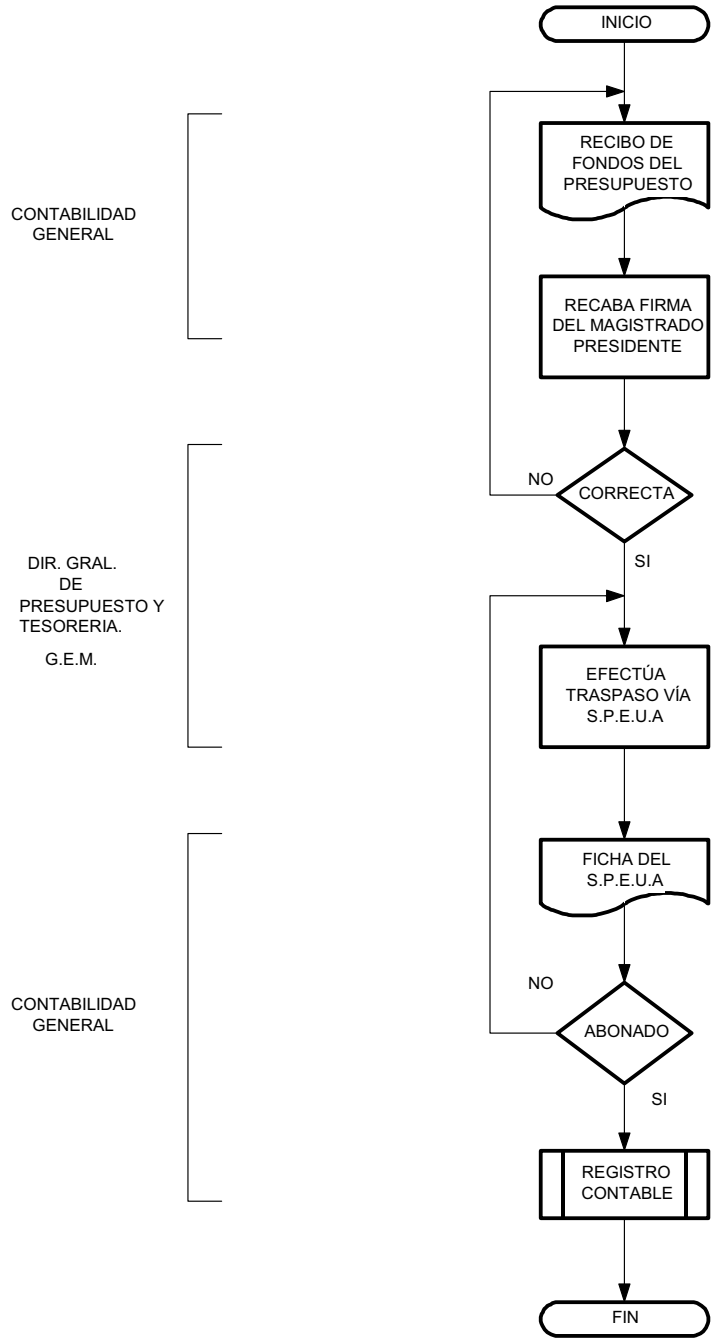 INICIO
RECIBO DE
FONDOS DEL
PRESUPUESTO
CONTABILIDAD
GENERAL
RECABA FIRMA
DEL MAGISTRADO
PRESIDENTE
NO
CORRECTA
SI
DIR. GRAL.
DE
PRESUPUESTO Y
TESORERIA.
G.E.M.
EFECTÚA
TRASPASO VÍA
S.P.E.U.A
FICHA DEL
S.P.E.U.A
NO
CONTABILIDAD
GENERAL
ABONADO
SI
REGISTRO
CONTABLE
FIN